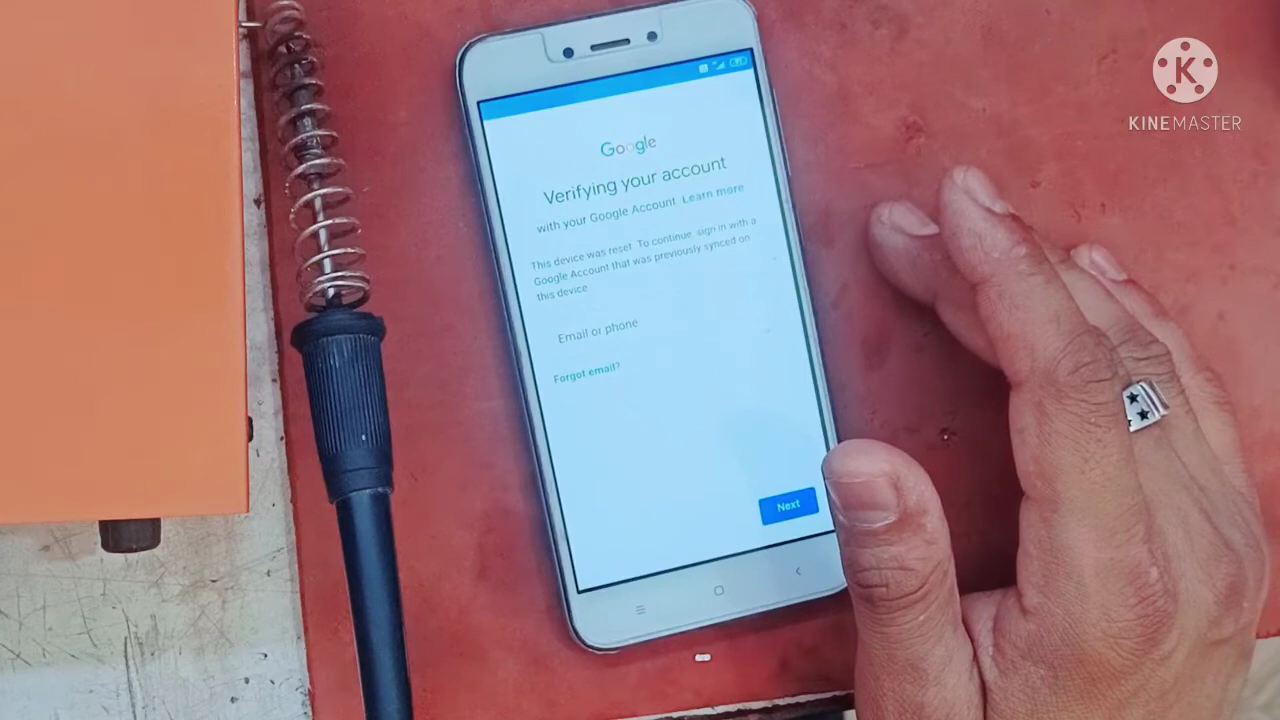 Google
Verifying your account
with your Google Account Learn more
This device was reset. To continue, sign in with a
Google Account that was previously synced on
this device.
Email or phone
Forgot email?
Next
K
KINEMASTER